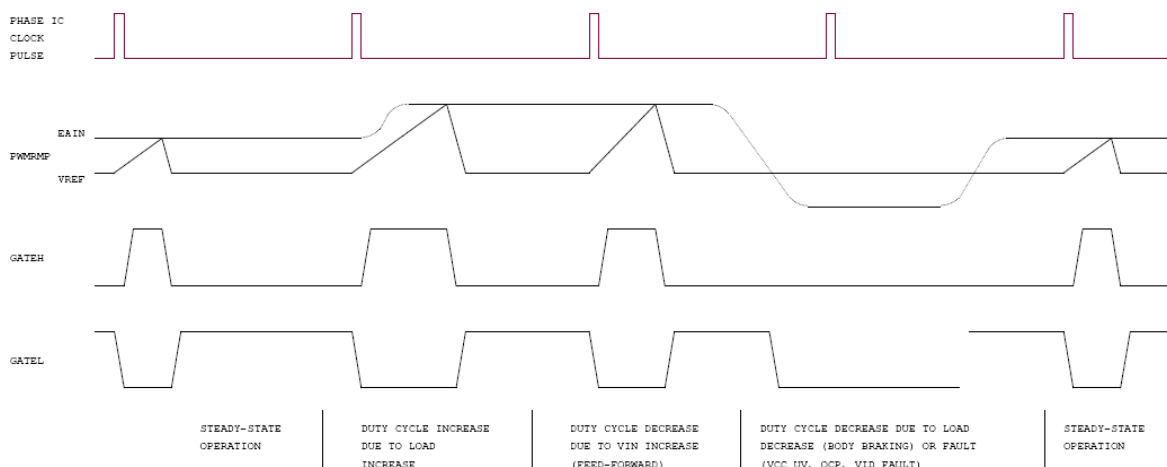 PHASE IC
CLOCK
PULSE
EAIN
PWMRMP
VREF
GATEH
GATEL
STEADY-STATE
OPERATION
DUTY CYCLE INCREASE
DUE TO LOAD
INCREASE
DUTY CYCLE DECREASE
DUE TO VIN INCREASE
(FEED-FORWARD)
DUTY CYCLE DECREASE DUE TO LOAD
DECREASE (BODY BRAKING) OR FAULT
(VCC UV, OCP, VID FAULT)
STEADY-STATE
OPERATION